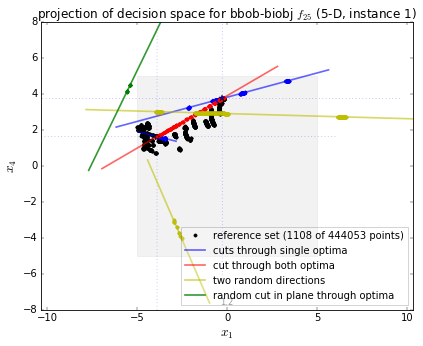 projection of decision space for bbob-biobj f25 (5-D, instance 1)
8
6
4
2
0
−2
−4
−6
−8
x4
reference set (1108 of 444053 points)
cuts through single optima
cut through both optima
two random directions
random cut in plane through optima
1,2
−10
−5
0
5
10
x1